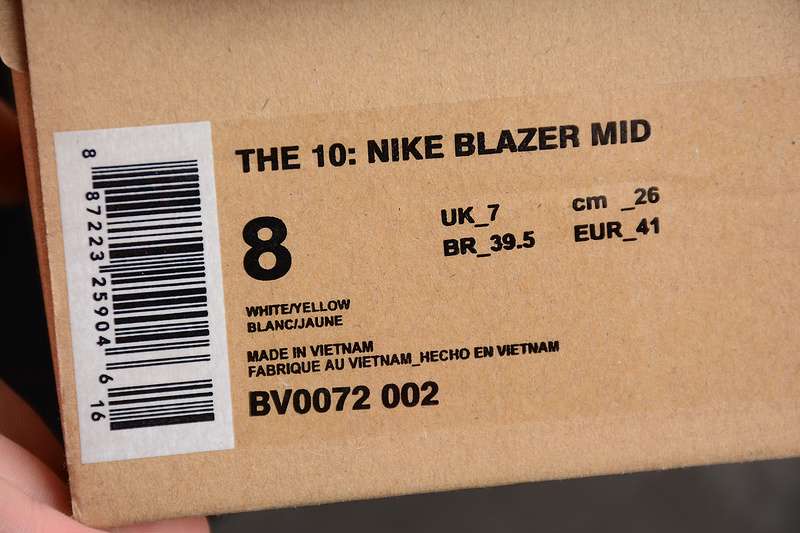 THE 10: NIKE BLAZER MID
8
UK_7 cm _26
BR_39.5 EUR_41
WHITE/YELLOW
BLANC/JAUNE
MADE IN VIETNAM
FABRIQUE AU VIETNAM_HECHO EN VIETNAM
BV0072 002
8 87223 25904 6 16